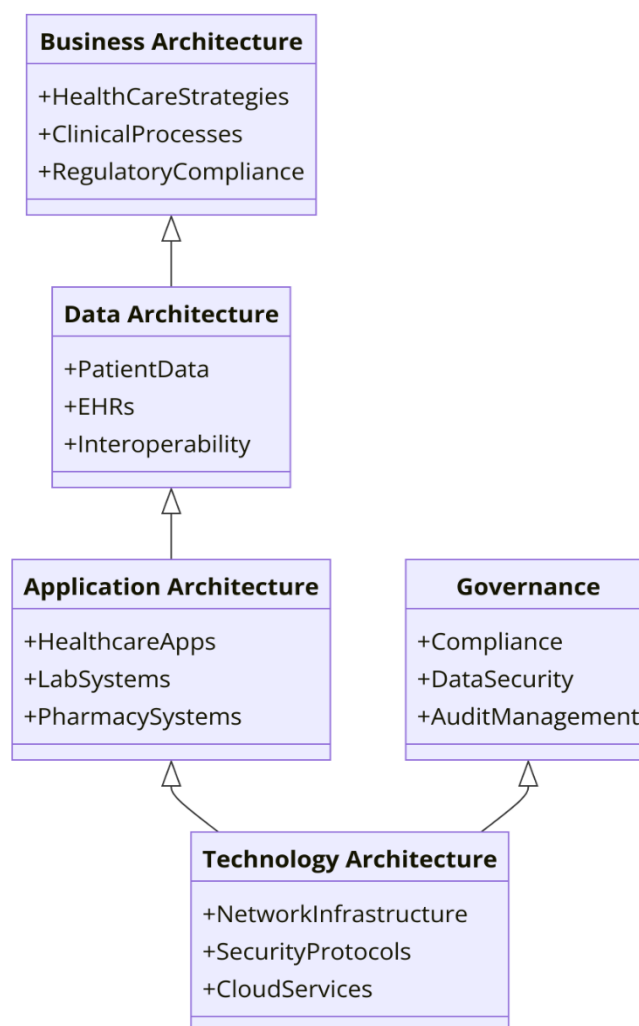 Business Architecture
+HealthCareStrategies
+ClinicalProcesses
+RegulatoryCompliance
Data Architecture
+PatientData
+EHRs
+Interoperability
Application Architecture
+HealthcareApps
+LabSystems
+PharmacySystems
Governance
+Compliance
+DataSecurity
+AuditManagement
Technology Architecture
+NetworkInfrastructure
+SecurityProtocols
+CloudServices